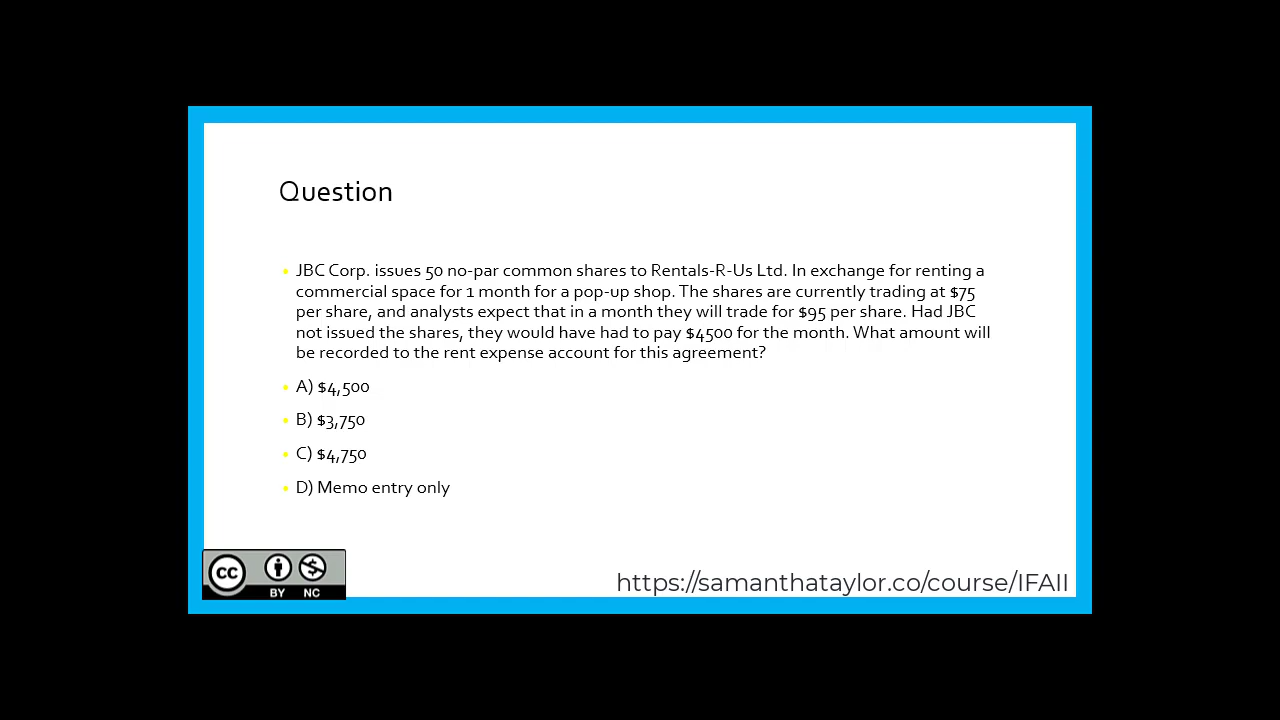 Question
JBC Corp. issues 50 no-par common shares to Rentals-R-Us Ltd. In exchange for renting a
commercial space for 1 month for a pop-up shop. The shares are currently trading at $75
per share, and analysts expect that in a month they will trade for $95 per share. Had JBC
not issued the shares, they would have had to pay $4500 for the month. What amount will
be recorded to the rent expense account for this agreement?
A) $4,500
B) $3,750
C) $4,750
D) Memo entry only
cc
BY NC
https://samanthataylor.co/course/IFAII